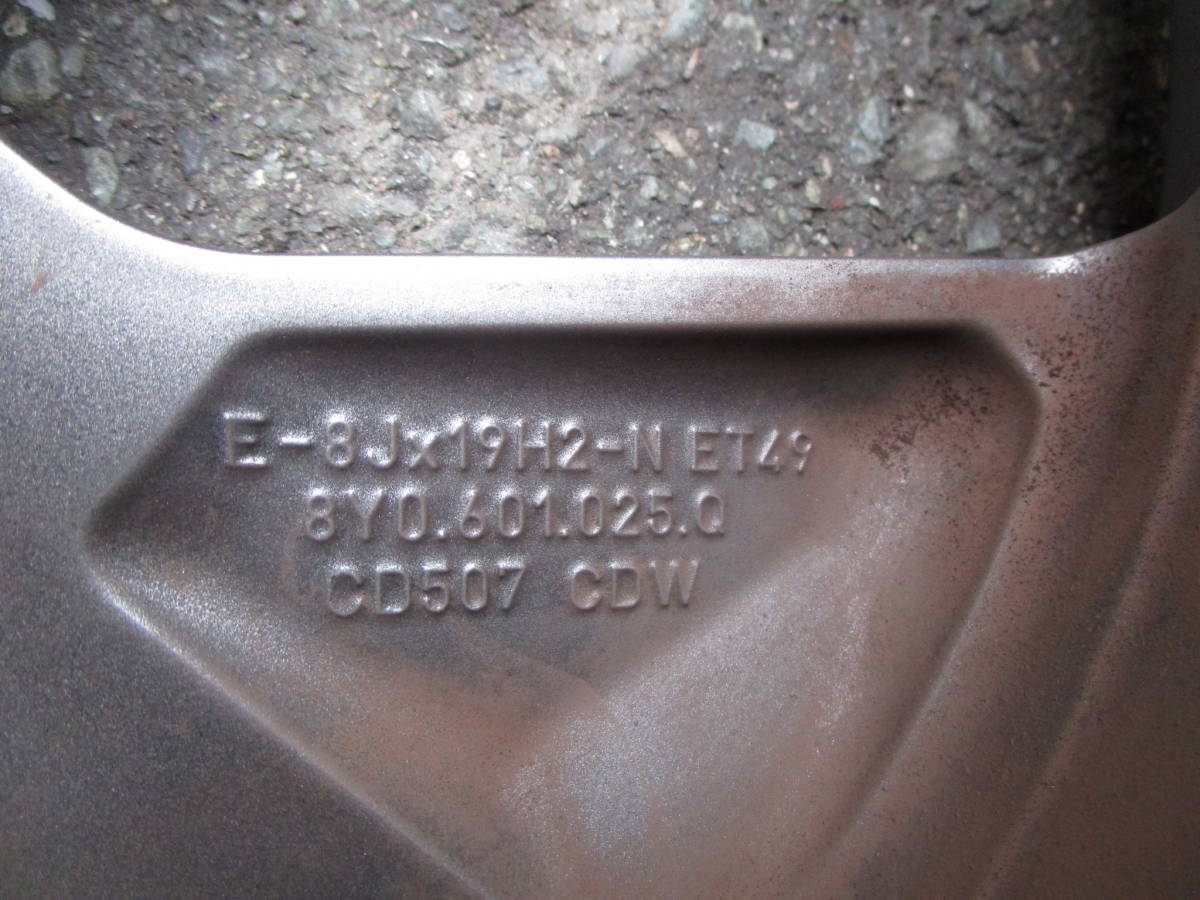 E-8Jx19H2-N ET49
8Y0.601.025.Q
CD507 CDW